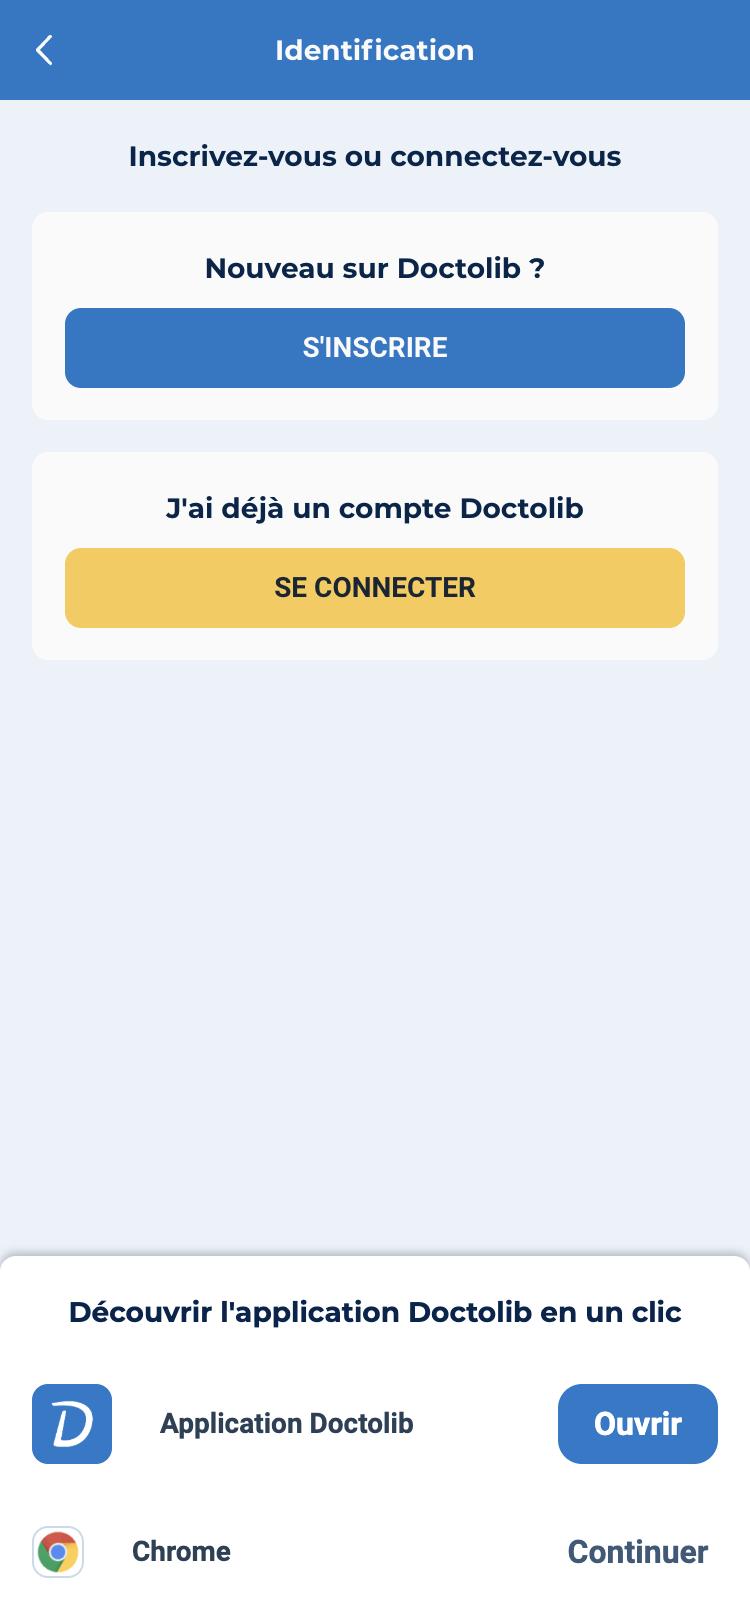 Identification
Inscrivez-vous ou connectez-vous
Nouveau sur Doctolib ?
S'INSCRIRE
J'ai déjà un compte Doctolib
SE CONNECTER
Découvrir l'application Doctolib en un clic
D
Application Doctolib
Ouvrir
Chrome
Continuer